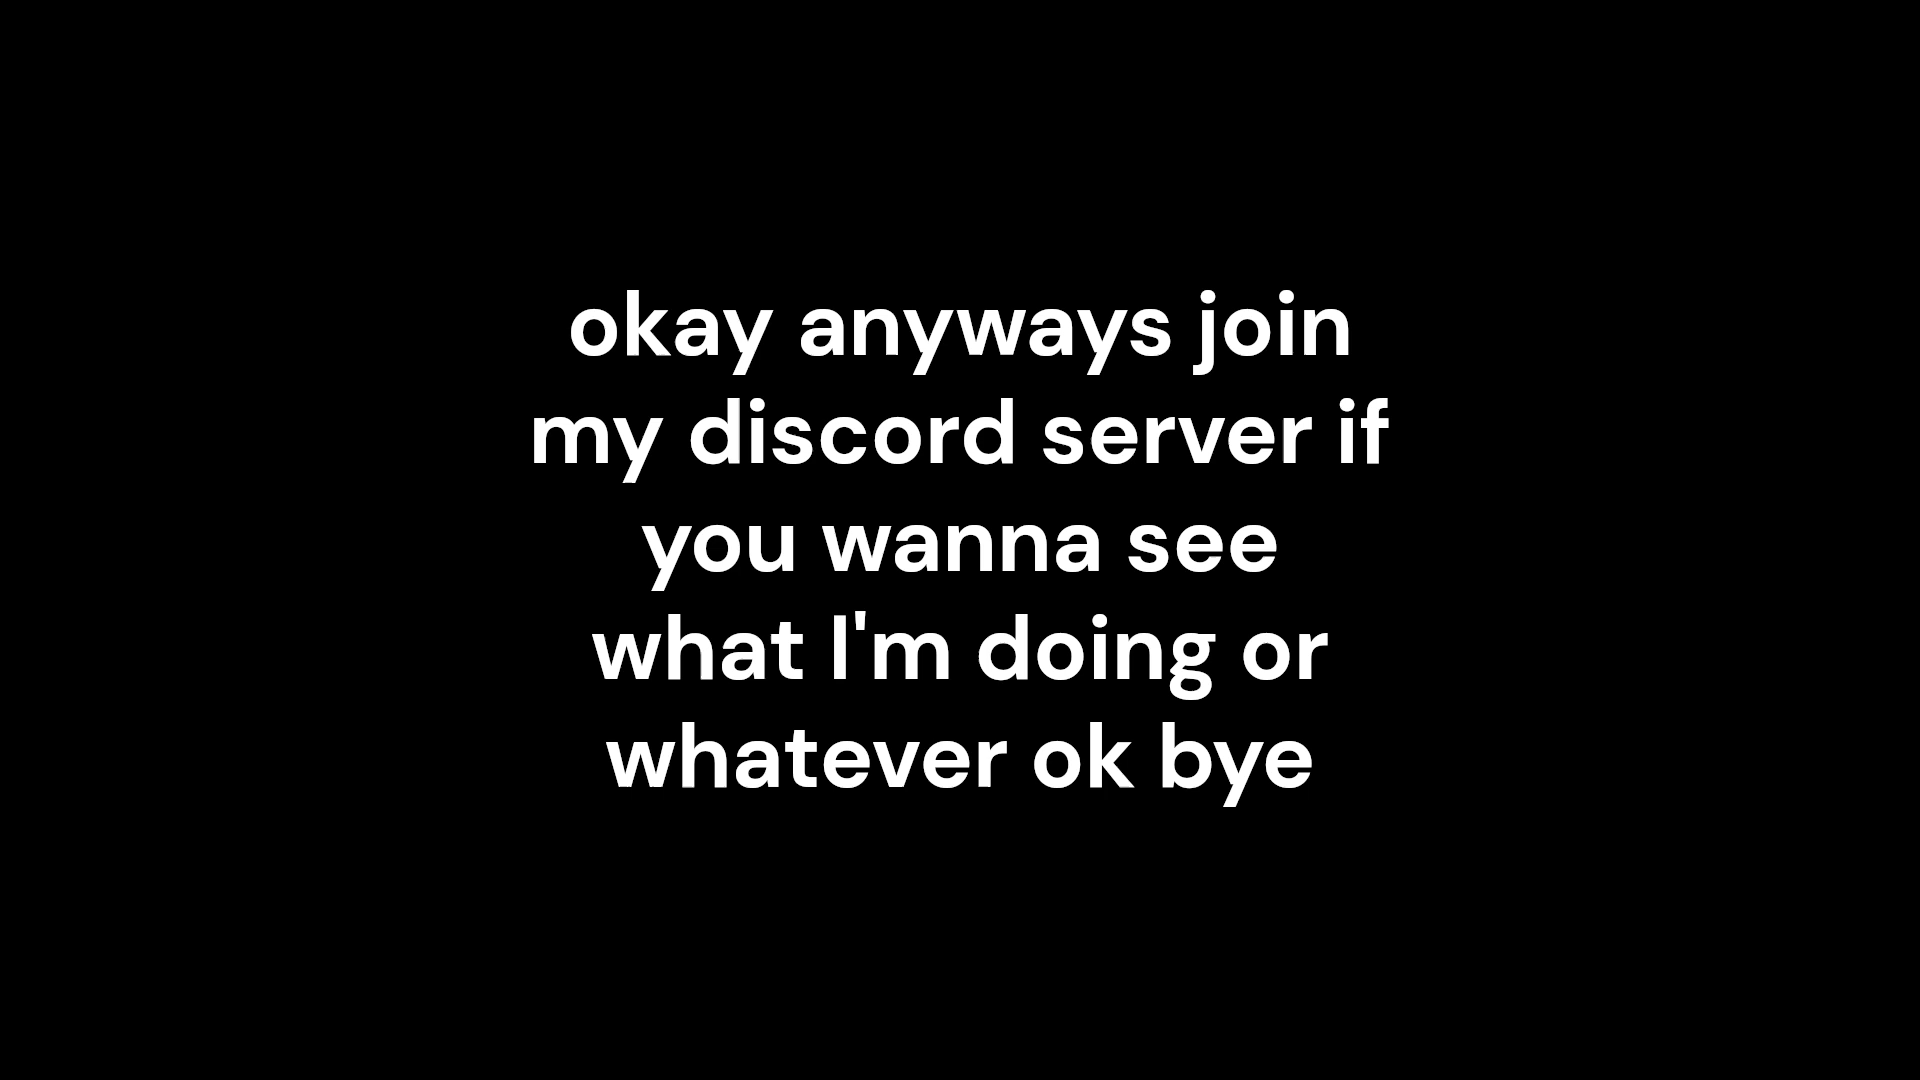 okay anyways join
my discord server if
you wanna see
what I'm doing or
whatever ok bye